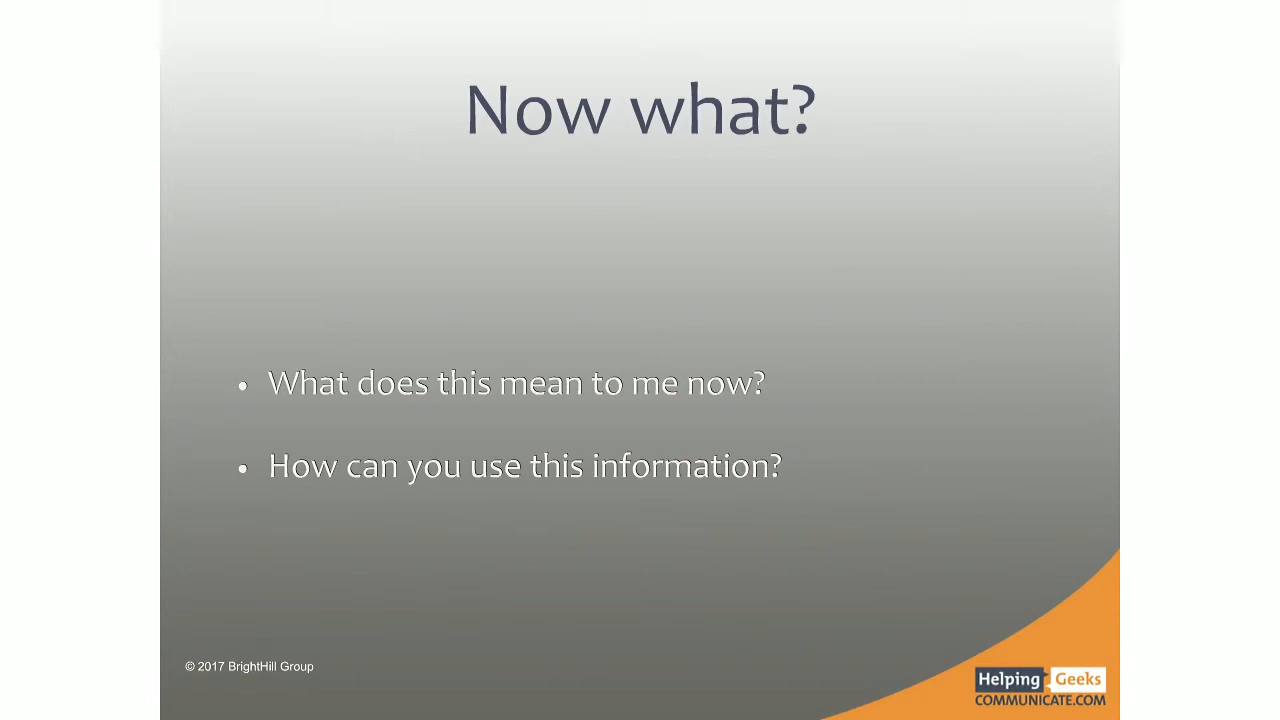 Now what?
• What does this mean to me now?
• How can you use this information?
© 2017 BrightHill Group
Helping Geeks
COMMUNICATE.COM